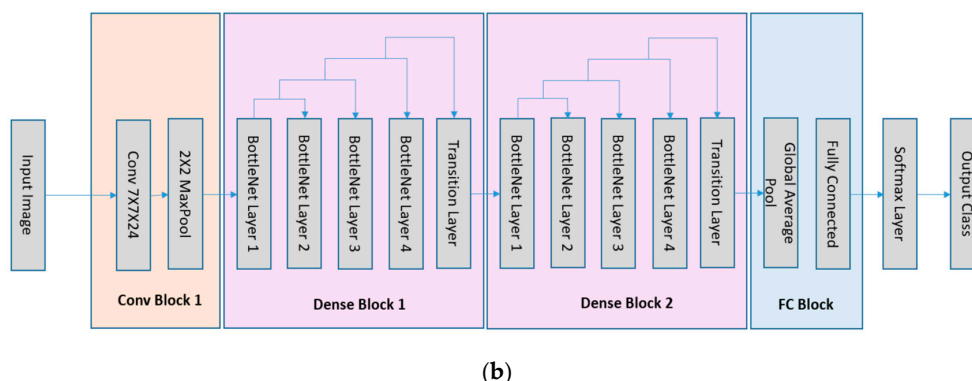 Input Image
Conv 7X7X24
2X2 MaxPool
Conv Block 1
BottleNet Layer 1
BottleNet Layer 2
BottleNet Layer 3
BottleNet Layer 4
Transition Layer
Dense Block 1
BottleNet Layer 1
BottleNet Layer 2
BottleNet Layer 3
BottleNet Layer 4
Transition Layer
Dense Block 2
Global Average
Pool
Fully Connected
FC Block
Softmax Layer
Output Class
(b)